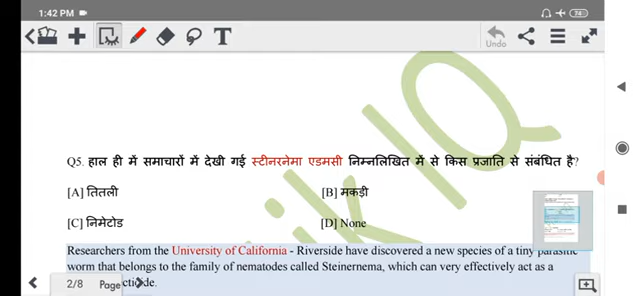 1:42 PM
74
T
Undo
Q5. हाल ही में समाचारों में देखी गई स्टीनरनेमा एडमसी निम्नलिखित में से किस प्रजाति से संबंधित है?
[A] तितली [B] मकड़ी
[C] निमेटोड [D] None
Researchers from the University of California - Riverside have discovered a new species of a tiny parasitic
worm that belongs to the family of nematodes called Steinernema, which can very effectively act as a
2/8